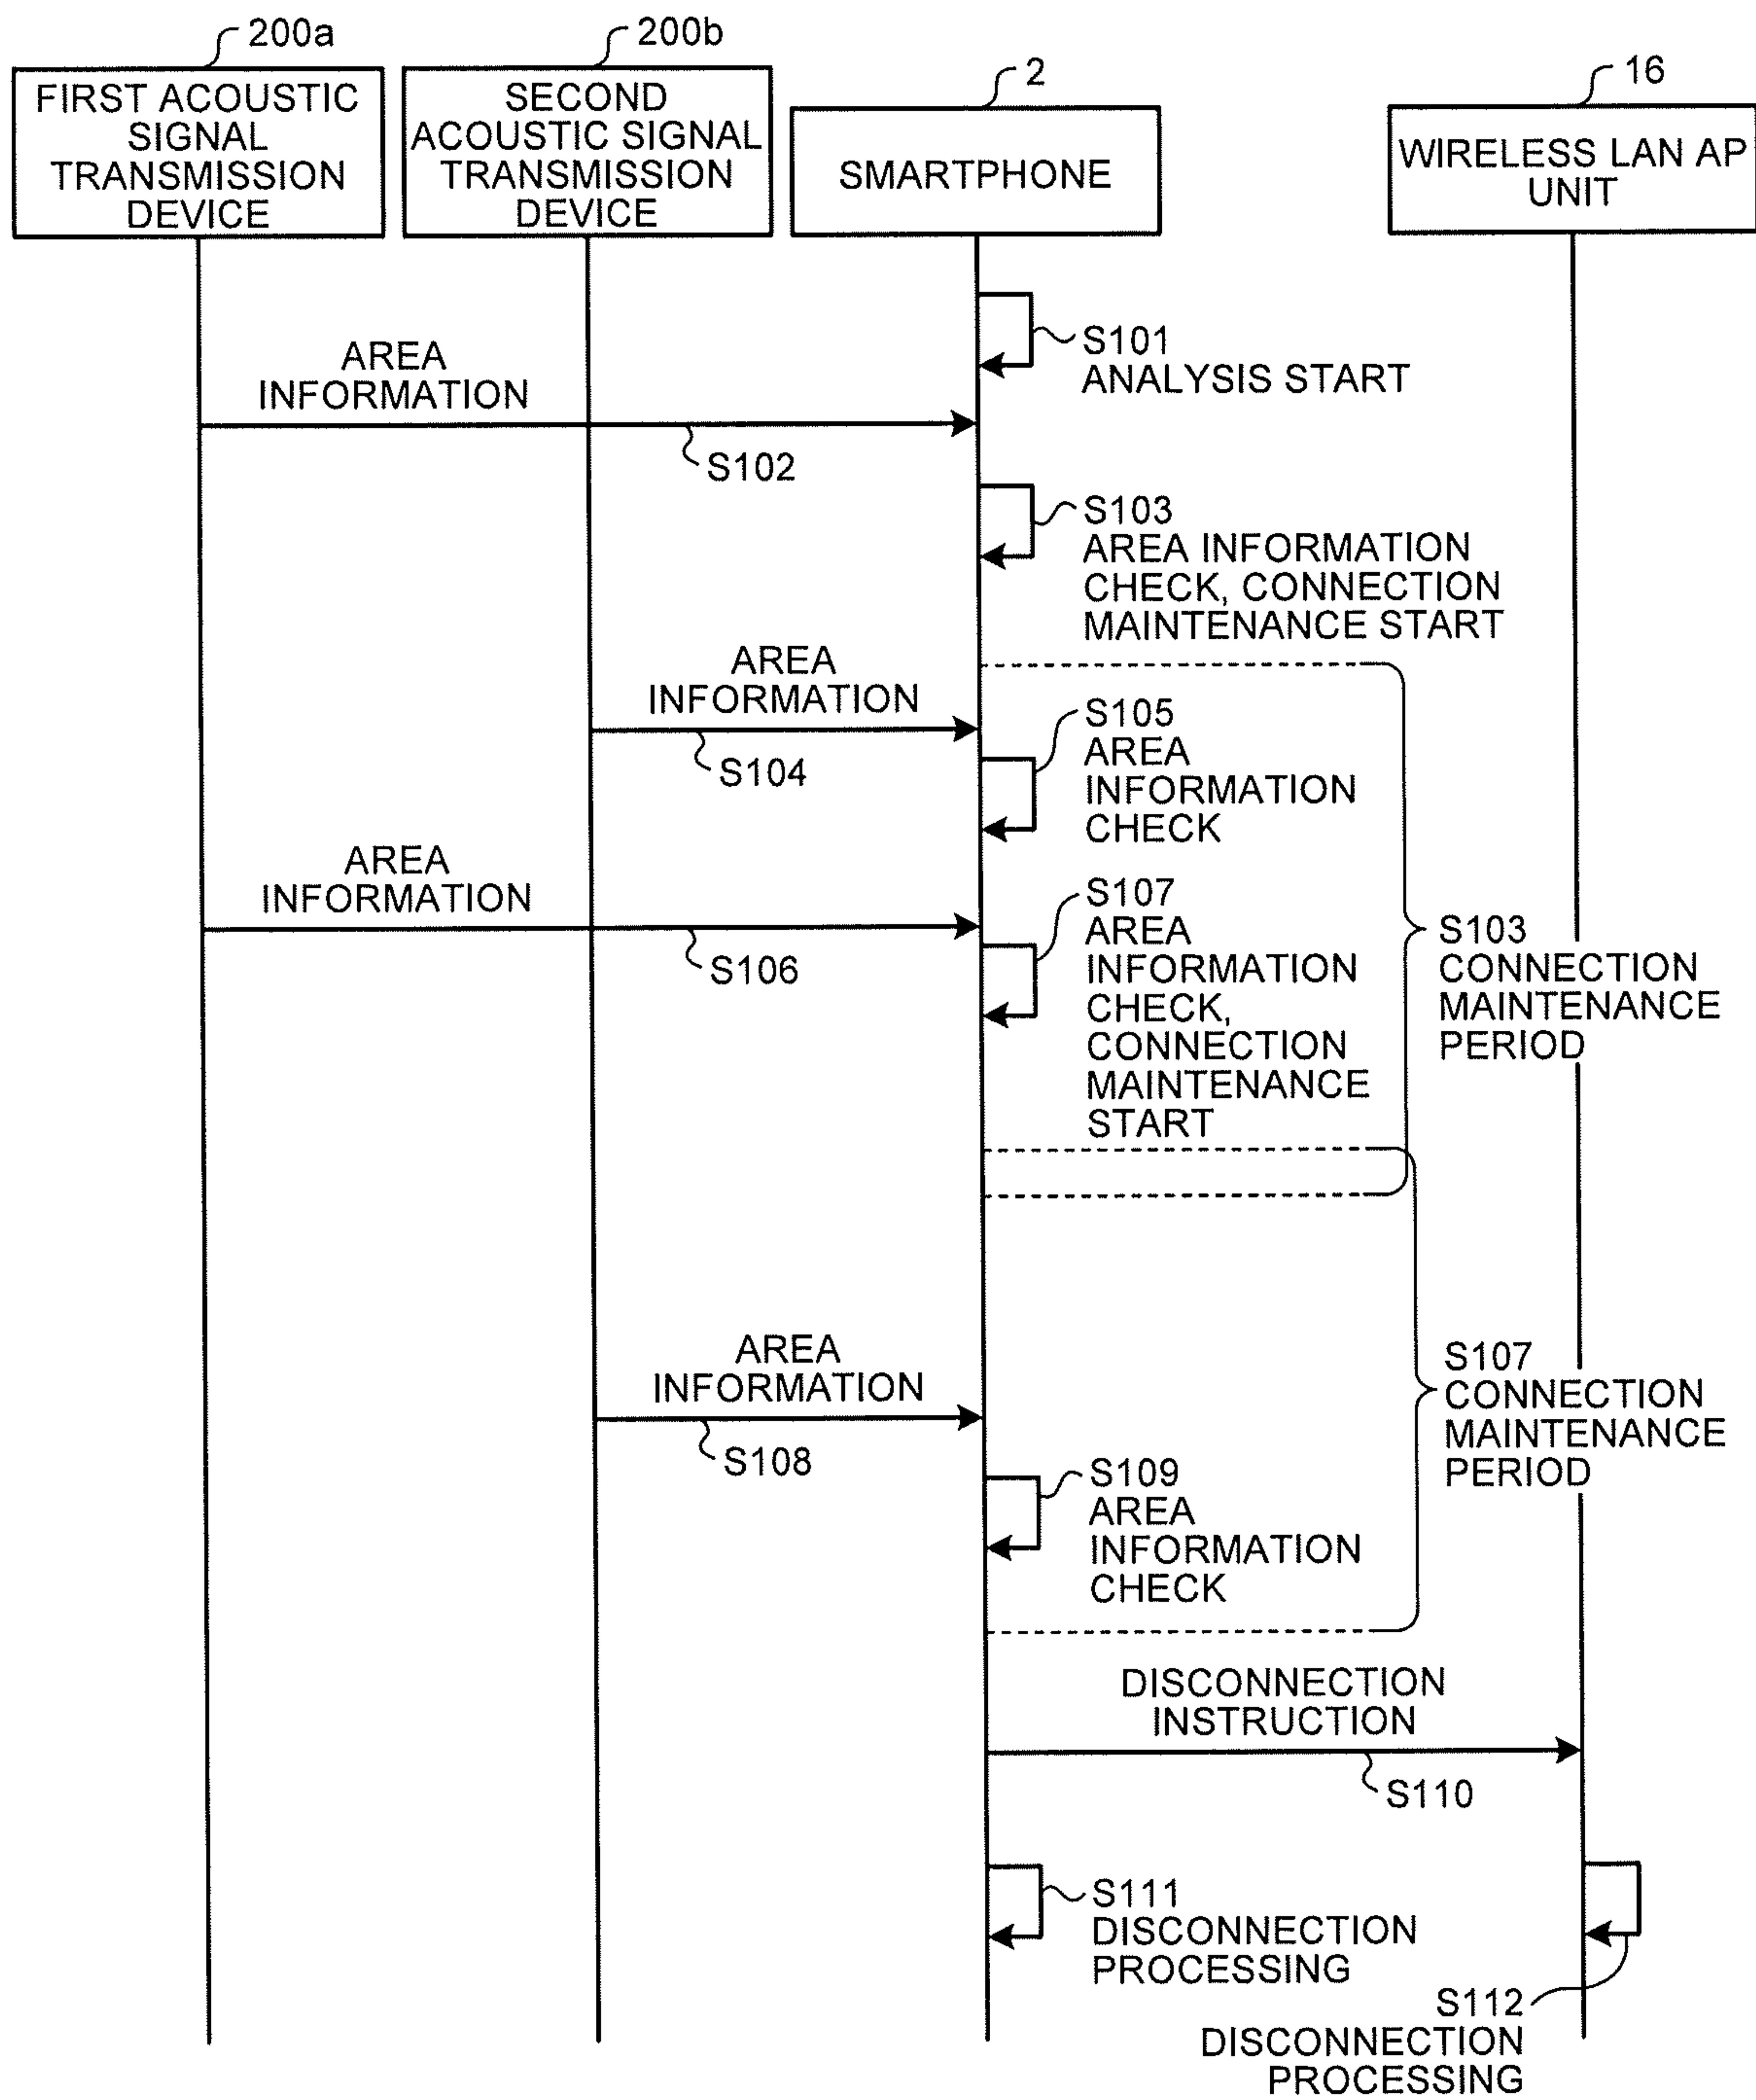 200a
200b
2
16
FIRST ACOUSTIC
SIGNAL
TRANSMISSION
DEVICE
SECOND
ACOUSTIC SIGNAL
TRANSMISSION
DEVICE
SMARTPHONE
WIRELESS LAN AP
UNIT
S101
ANALYSIS START
AREA
INFORMATION
S102
S103
AREA INFORMATION
CHECK, CONNECTION
MAINTENANCE START
AREA
INFORMATION
S104
S105
AREA
INFORMATION
CHECK
AREA
INFORMATION
S106
S107
AREA
INFORMATION
CHECK,
CONNECTION
MAINTENANCE
START
S103
CONNECTION
MAINTENANCE
PERIOD
AREA
INFORMATION
S108
S107
CONNECTION
MAINTENANCE
PERIOD
S109
AREA
INFORMATION
CHECK
DISCONNECTION
INSTRUCTION
S110
S111
DISCONNECTION
PROCESSING
S112
DISCONNECTION
PROCESSING